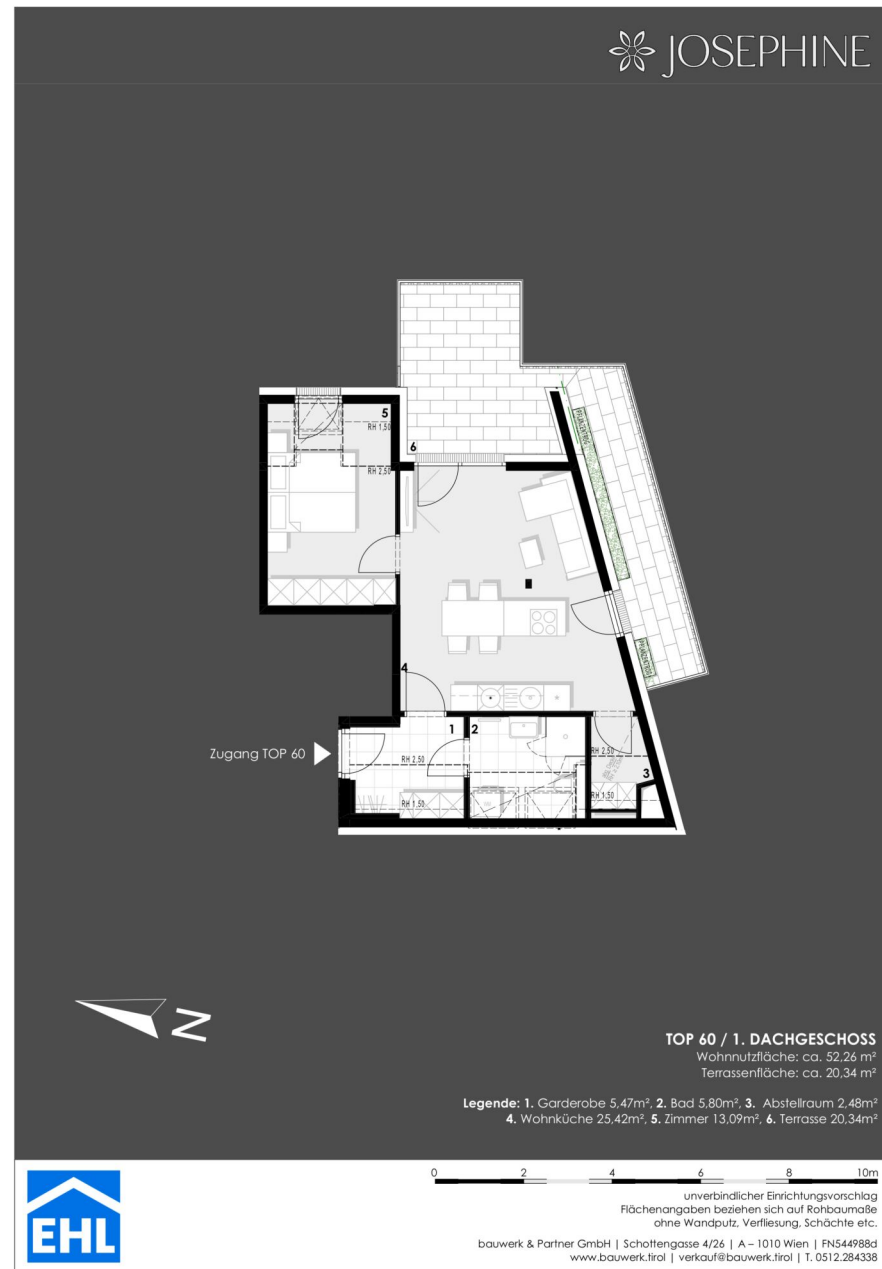 JOSEPHINE
5
RH 1,50
6
RH 2,50
PFLANZENTROG
4
PFLANZENTROG
1
2
Zugang TOP 60
RH 2,50
RH 2,50
3
RH 1,50
RH 1,50
N
TOP 60 / 1. DACHGESCHOSS
Wohnnutzfläche: ca. 52,26 m²
Terrassenfläche: ca. 20,34 m²
Legende: 1. Garderobe 5,47m², 2. Bad 5,80m², 3. Abstellraum 2,48m²
4. Wohnküche 25,42m², 5. Zimmer 13,09m², 6. Terrasse 20,34m²
0 2 4 6 8 10m
unverbindlicher Einrichtungsvorschlag
Flächenangaben beziehen sich auf Rohbaumaße
ohne Wandputz, Verfliesung, Schächte etc.
EHL
bauwerk & Partner GmbH | Schottengasse 4/26 | A – 1010 Wien | FN544988d
www.bauwerk.tirol | verkauf@bauwerk.tirol | T. 0512.284338